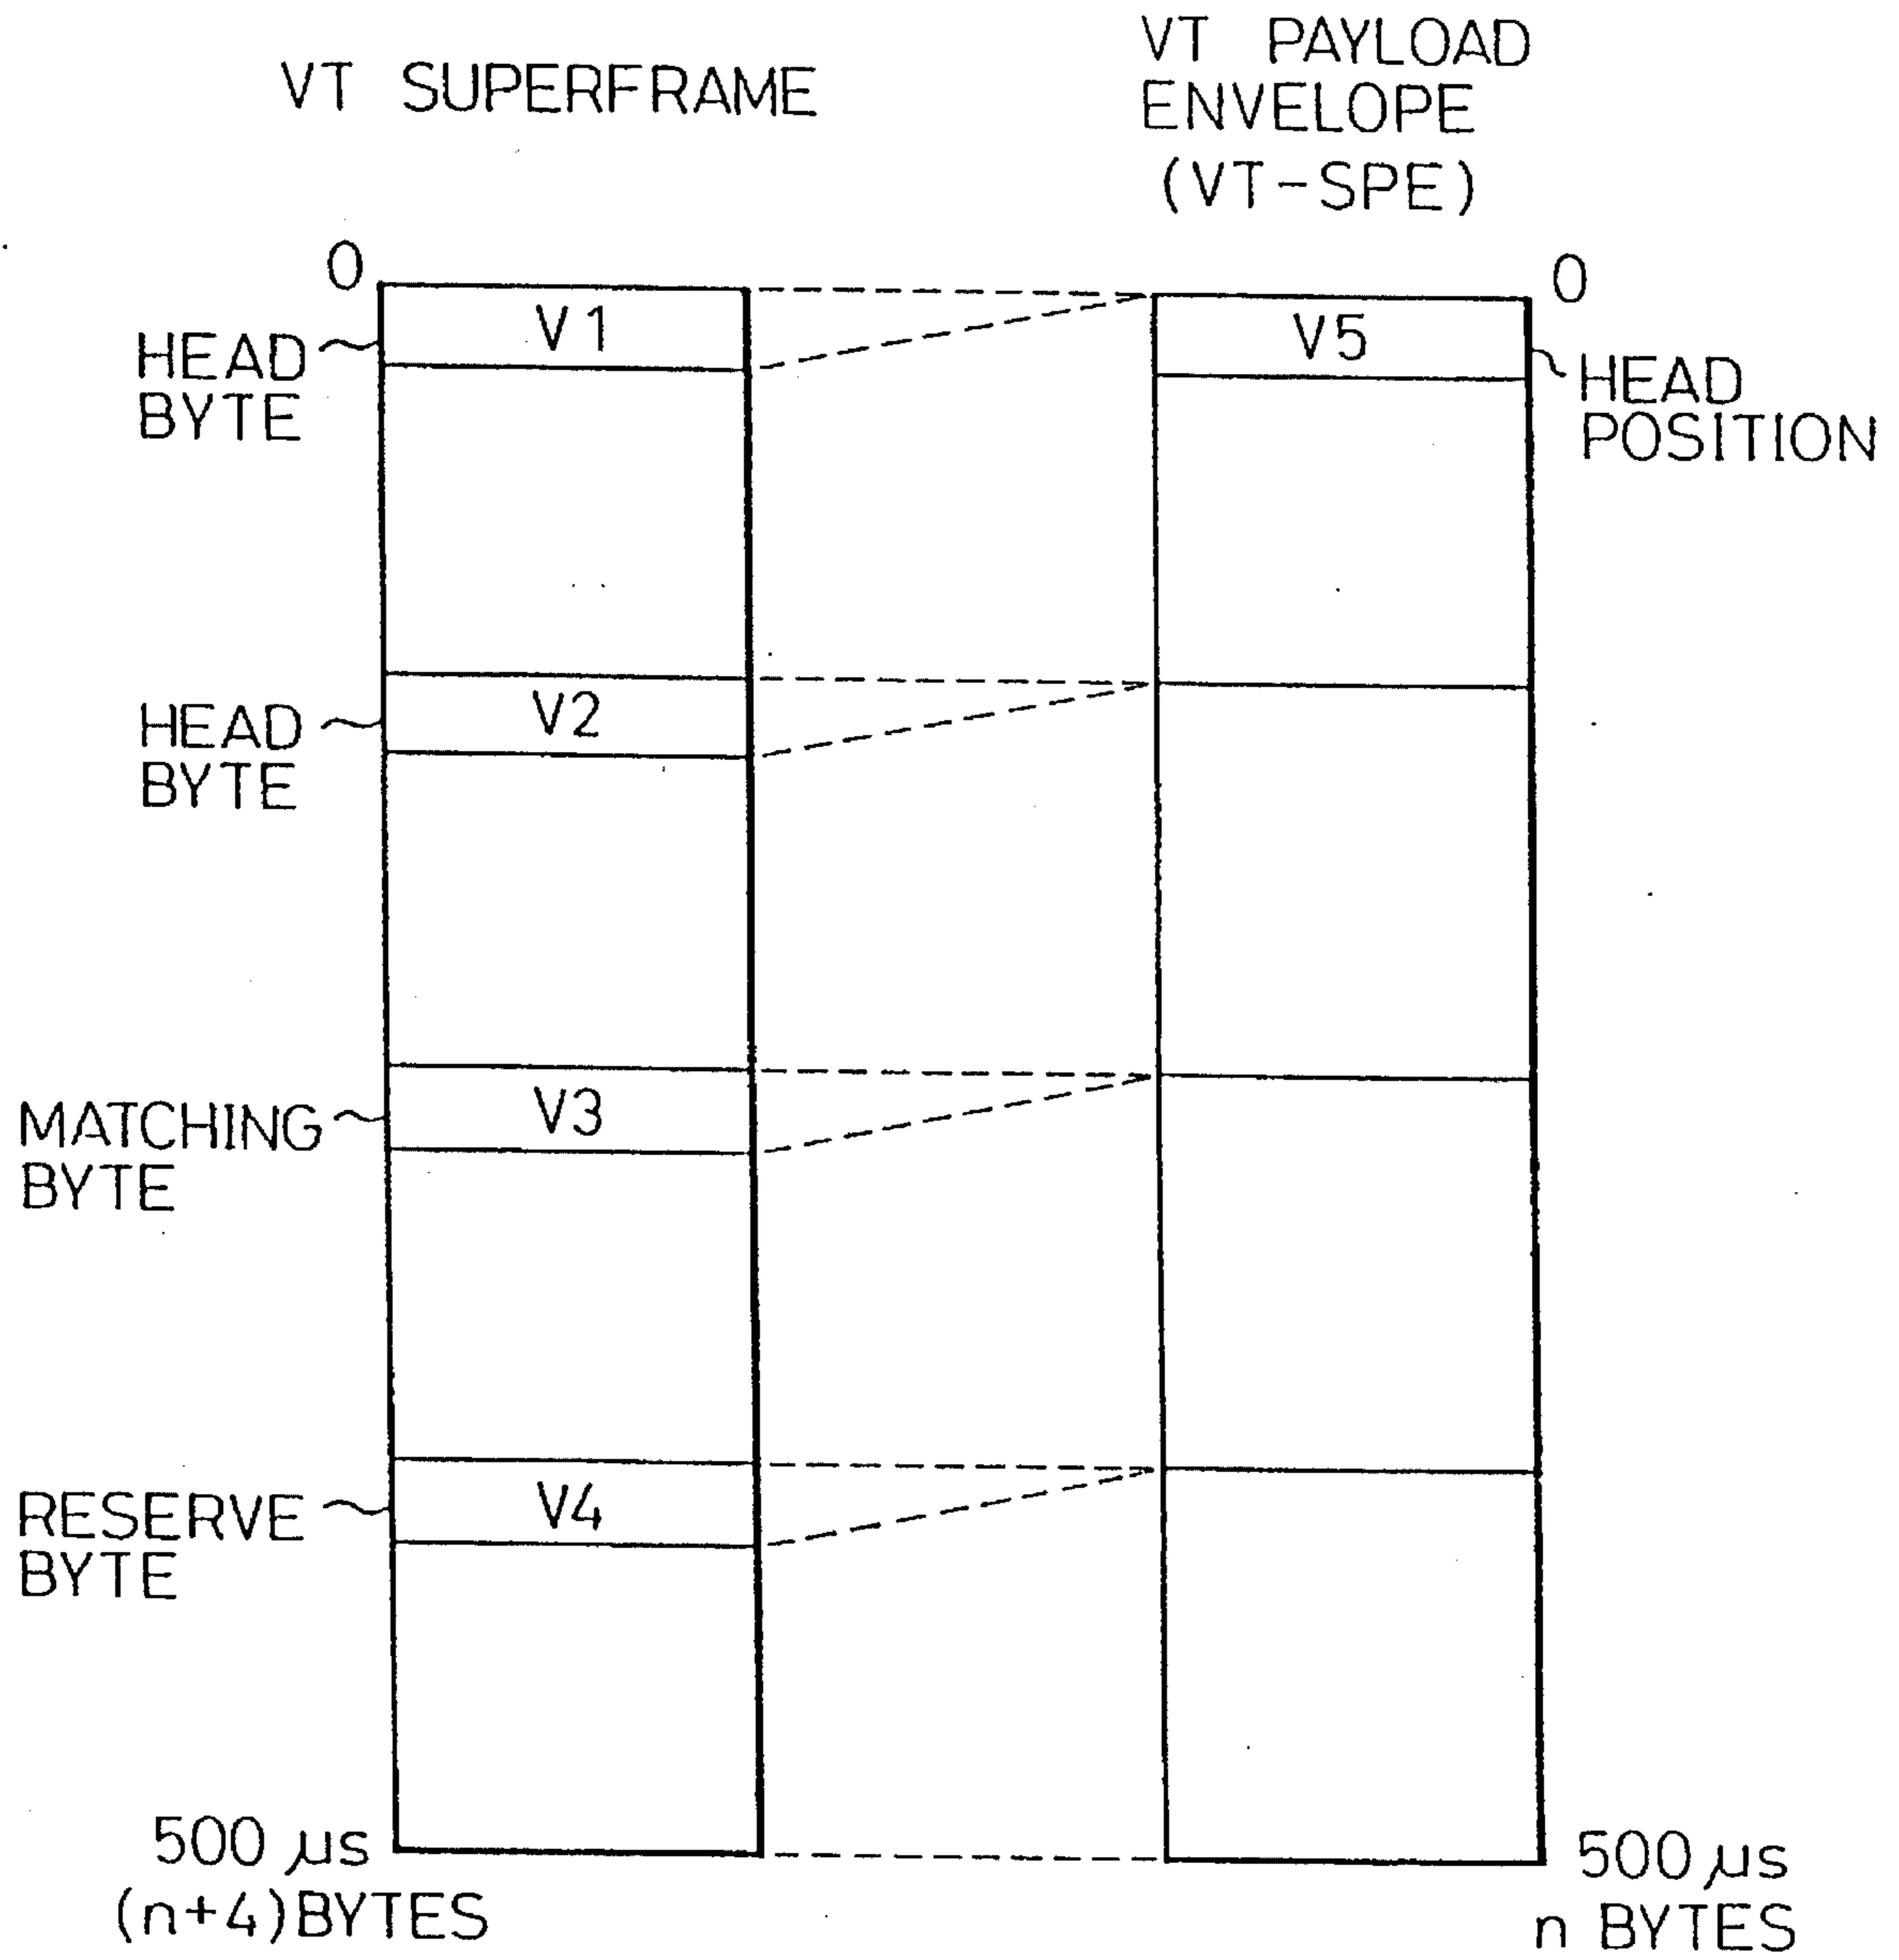 VT SUPERFRAME
VT PAYLOAD
ENVELOPE
(VT-SPE)
0
0
V1
HEAD
BYTE
V5
HEAD
POSITION
V2
HEAD
BYTE
V3
MATCHING
BYTE
V4
RESERVE
BYTE
500 μs
(n+4)BYTES
500 μs
n BYTES